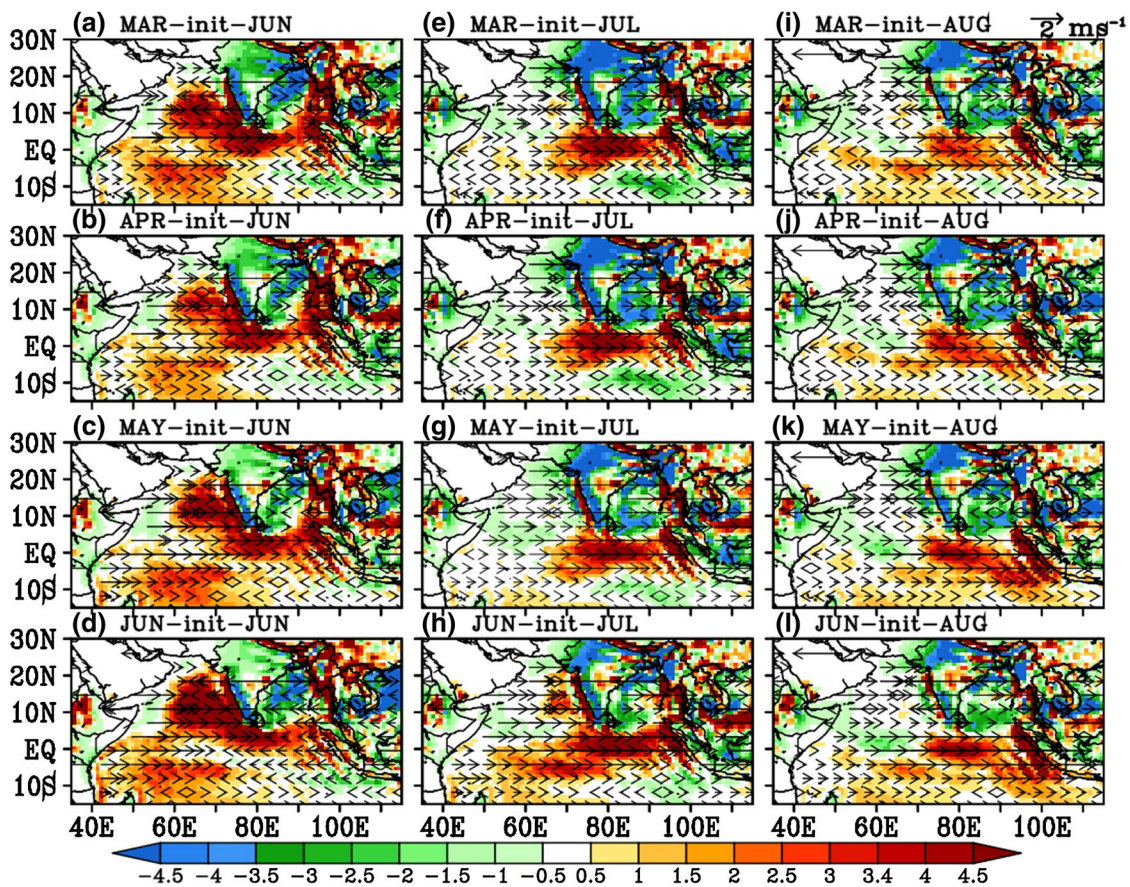 (a) MAR-init-JUN (e) MAR-init-JUL (i) MAR-init-AUG 2 ms⁻¹
30N
20N
10N
EQ
10S
(b) APR-init-JUN (f) APR-init-JUL (j) APR-init-AUG
30N
20N
10N
EQ
10S
(c) MAY-init-JUN (g) MAY-init-JUL (k) MAY-init-AUG
30N
20N
10N
EQ
10S
(d) JUN-init-JUN (h) JUN-init-JUL (l) JUN-init-AUG
30N
20N
10N
EQ
10S
40E 60E 80E 100E 40E 60E 80E 100E 40E 60E 80E 100E
-4.5 -4 -3.5 -3 -2.5 -2 -1.5 -1 -0.5 0.5 1 1.5 2 2.5 3 3.4 4 4.5